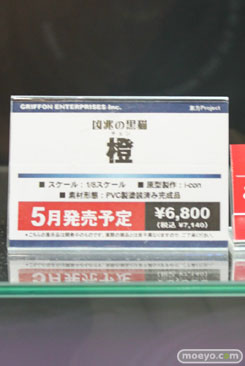 GRIFFON ENTERPRISES Inc.
東方Project
凶兆の黒猫
チェン
橙
■ スケール：1/8スケール ■ 原型製作：i-con
■ 素材形態：PVC製塗装済み完成品
5月発売予定
¥6,800
(税込 ¥7,140)
moeyo.com